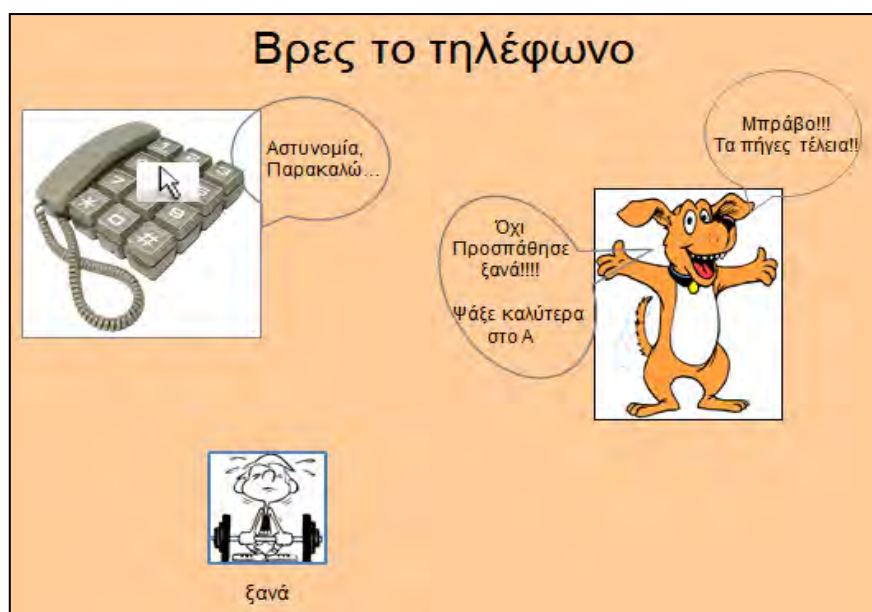 Βρες το τηλέφωνο
Αστυνομία,
Παρακαλώ…
Μπράβο!!!
Τα πήγες τέλεια!!
Όχι
Προσπάθησε
ξανά!!!!
Ψάξε καλύτερα
στο Α
ξανά